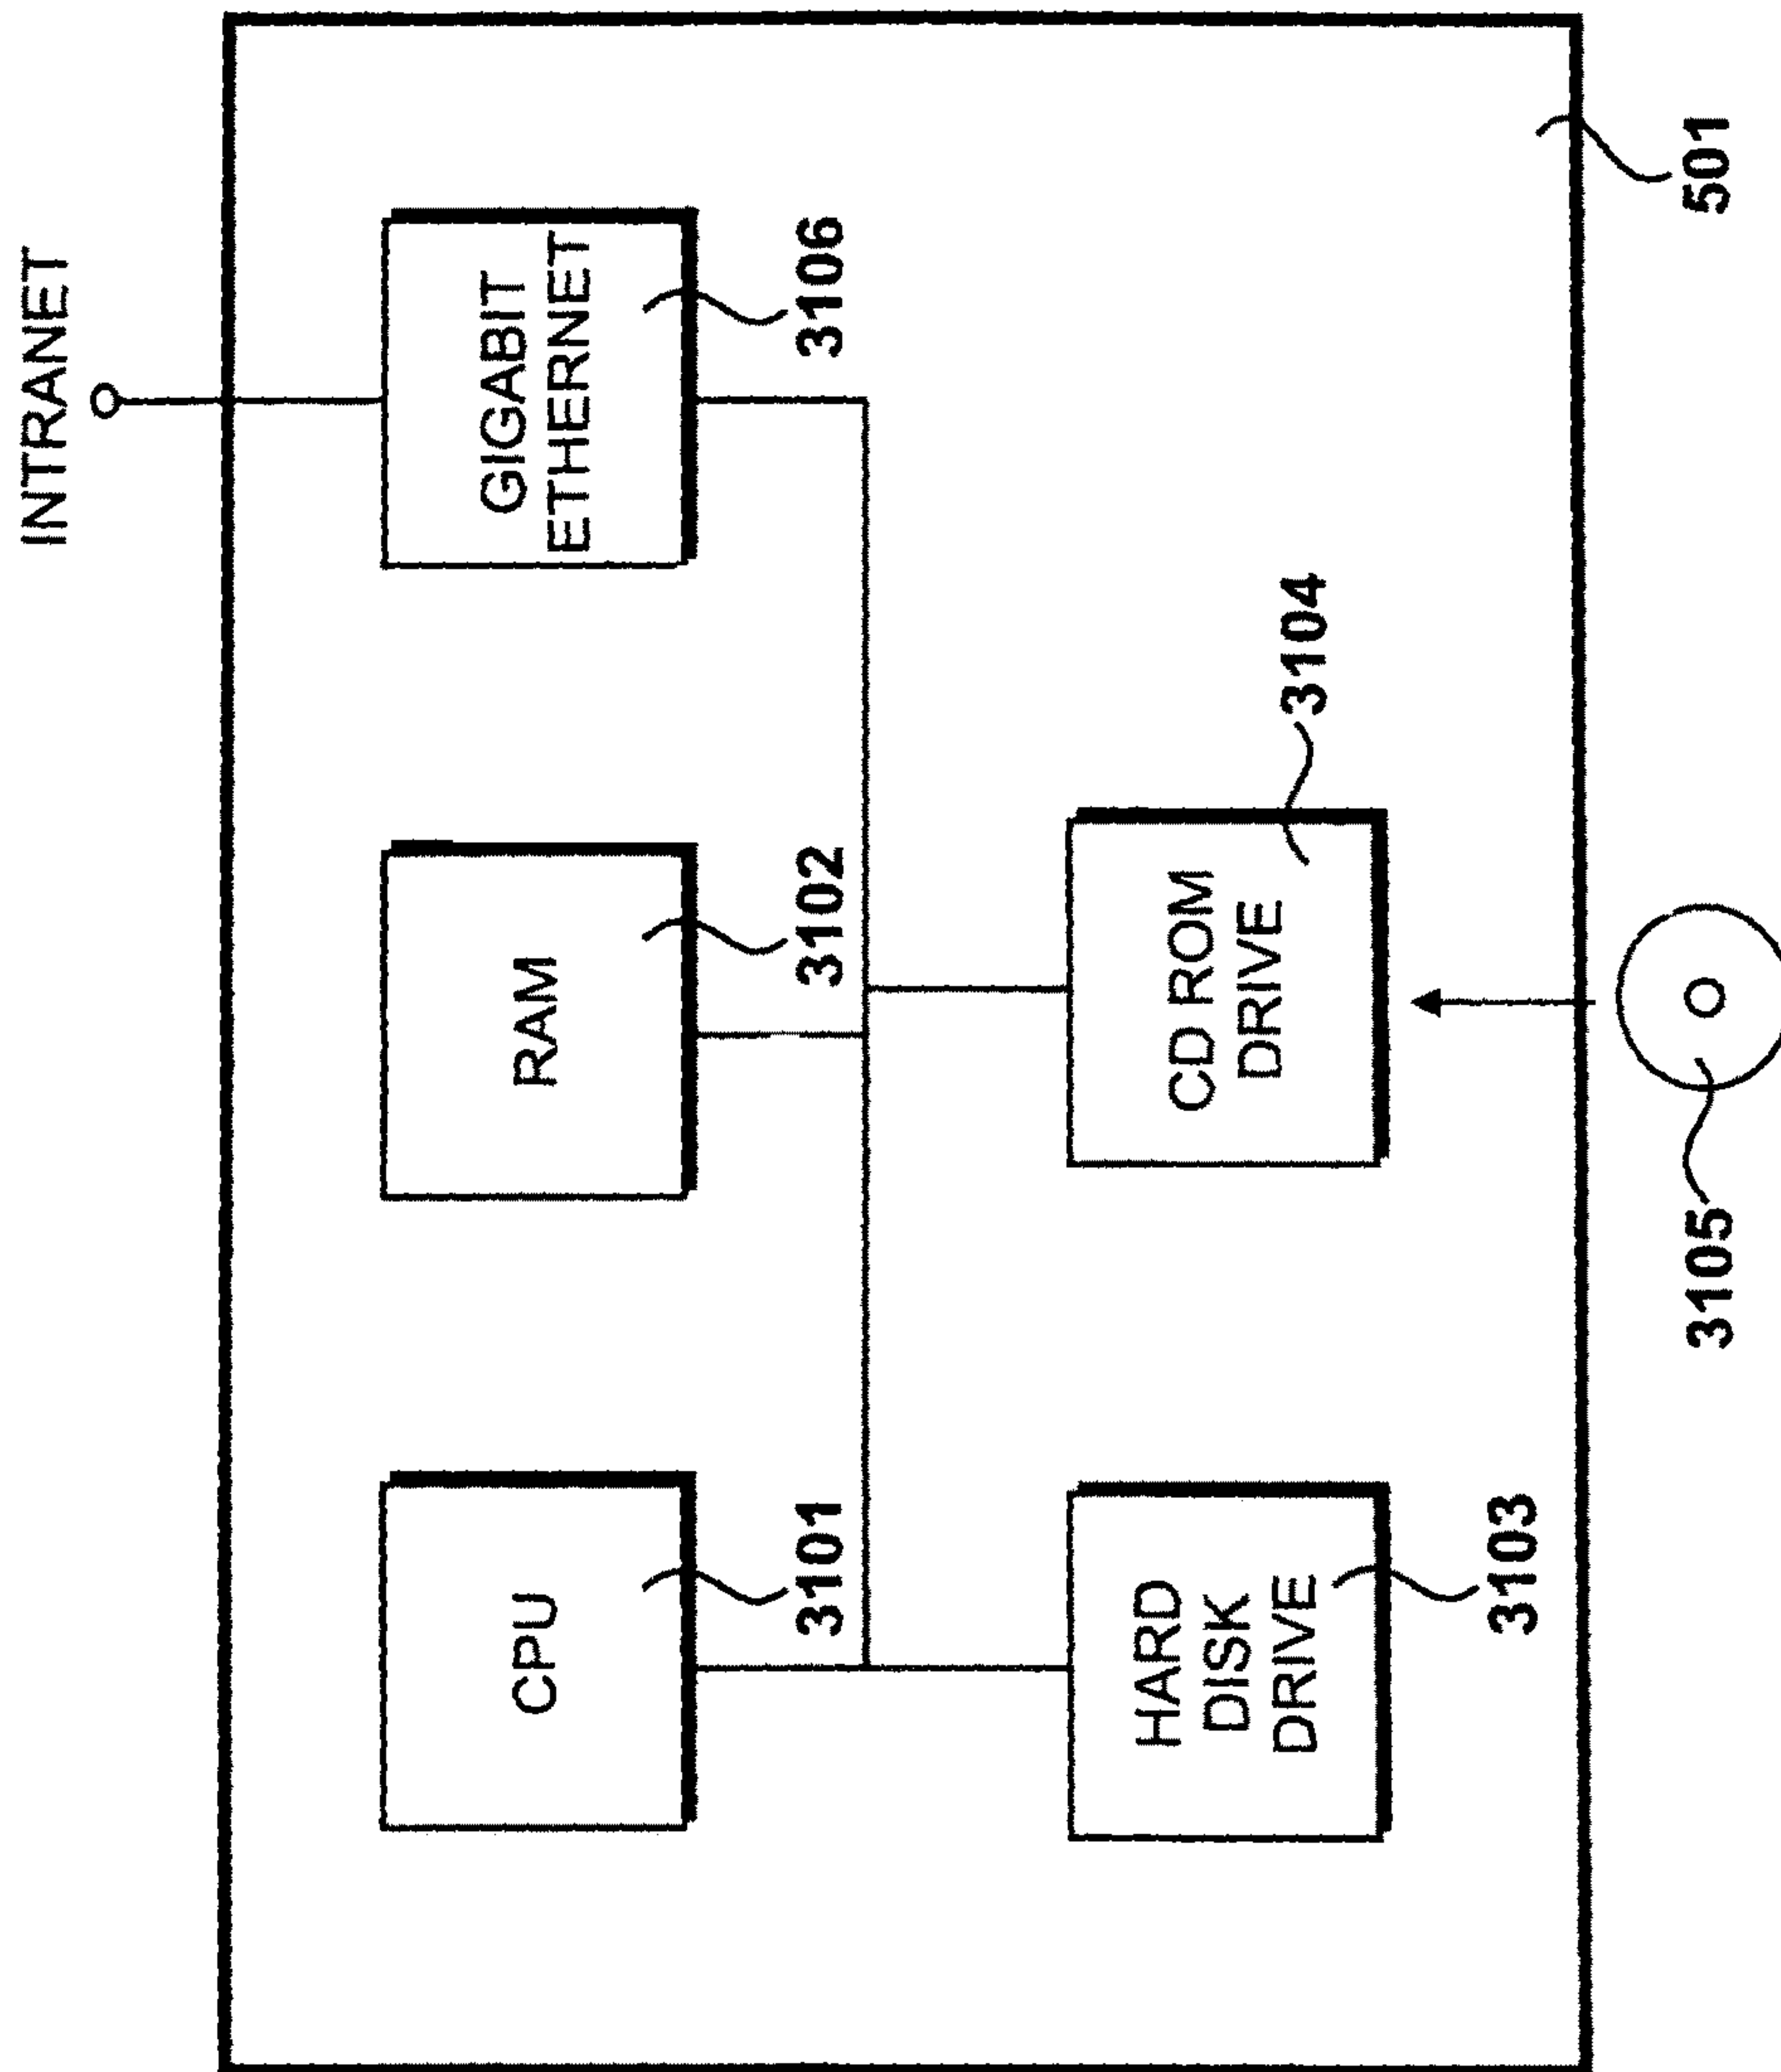 INTRANET
CPU
3101
RAM
3102
GIGABIT
ETHERNET
3106
HARD
DISK
DRIVE
3103
CD ROM
DRIVE
3104
3105
501